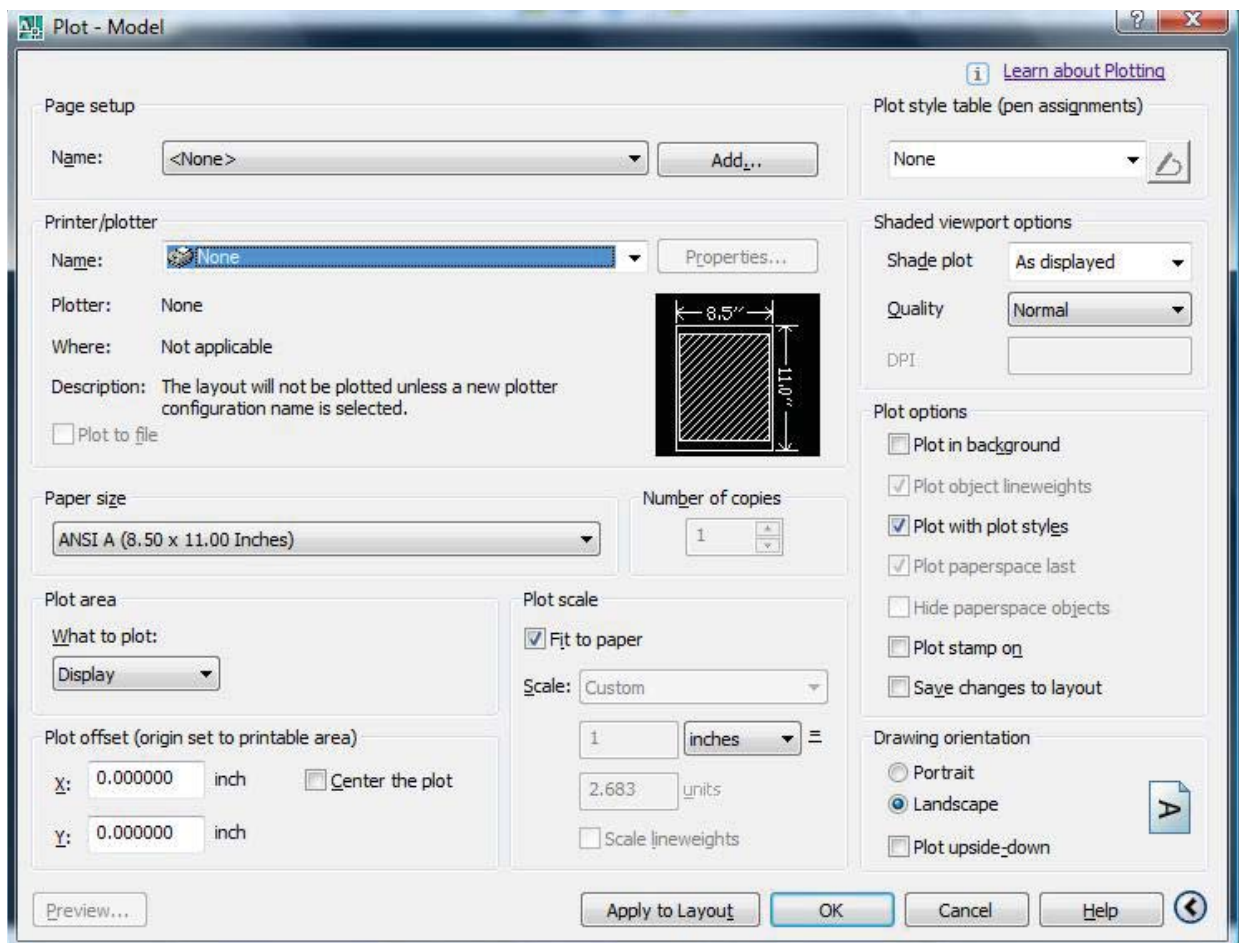 Plot - Model
Learn about Plotting
Page setup
Name:
<None>
Add...
Plot style table (pen assignments)
None
Printer/plotter
Name:
None
Properties...
Plotter:
None
Where:
Not applicable
Description:
The layout will not be plotted unless a new plotter
configuration name is selected.
Plot to file
8.5''
11.0''
Shaded viewport options
Shade plot
As displayed
Quality
Normal
DPI
Paper size
ANSI A (8.50 x 11.00 Inches)
Number of copies
1
Plot options
Plot in background
Plot object lineweights
Plot with plot styles
Plot paperspace last
Hide paperspace objects
Plot stamp on
Save changes to layout
Plot area
What to plot:
Display
Plot scale
Fit to paper
Scale:
Custom
1
inches
=
2.683
units
Scale lineweights
Plot offset (origin set to printable area)
X:
0.000000
inch
Center the plot
Y:
0.000000
inch
Drawing orientation
Portrait
Landscape
Plot upside-down
A
Preview...
Apply to Layout
OK
Cancel
Help